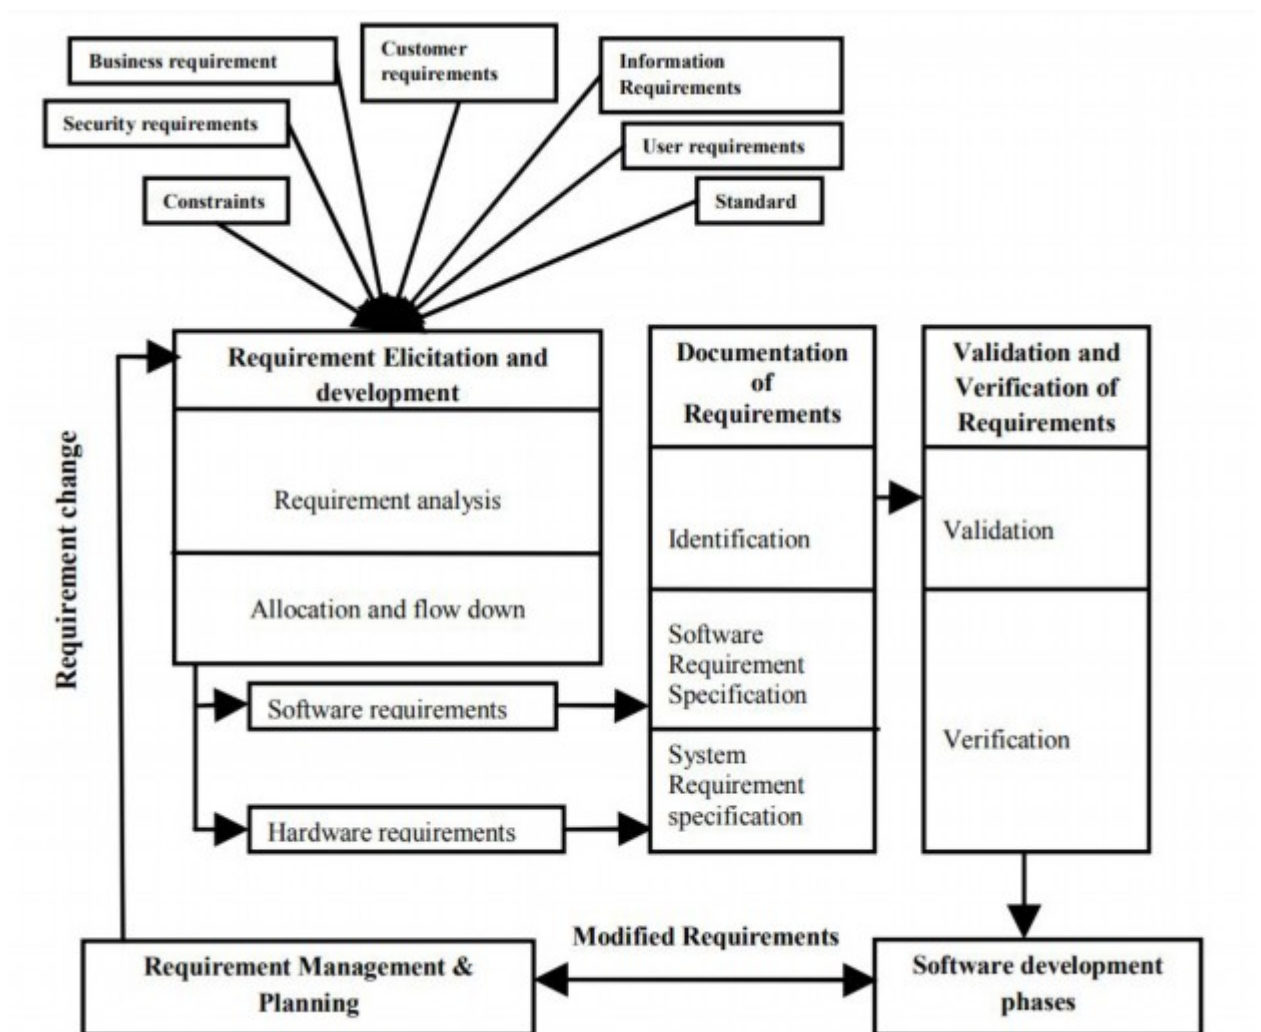 Business requirement
Customer
requirements
Information
Requirements
Security requirements
User requirements
Constraints
Standard
Requirement Elicitation and
development
Requirement analysis
Allocation and flow down
Software requirements
Hardware requirements
Documentation
of
Requirements
Identification
Software
Requirement
Specification
System
Requirement
specification
Validation and
Verification of
Requirements
Validation
Verification
Requirement change
Requirement Management &
Planning
Modified Requirements
Software development
phases